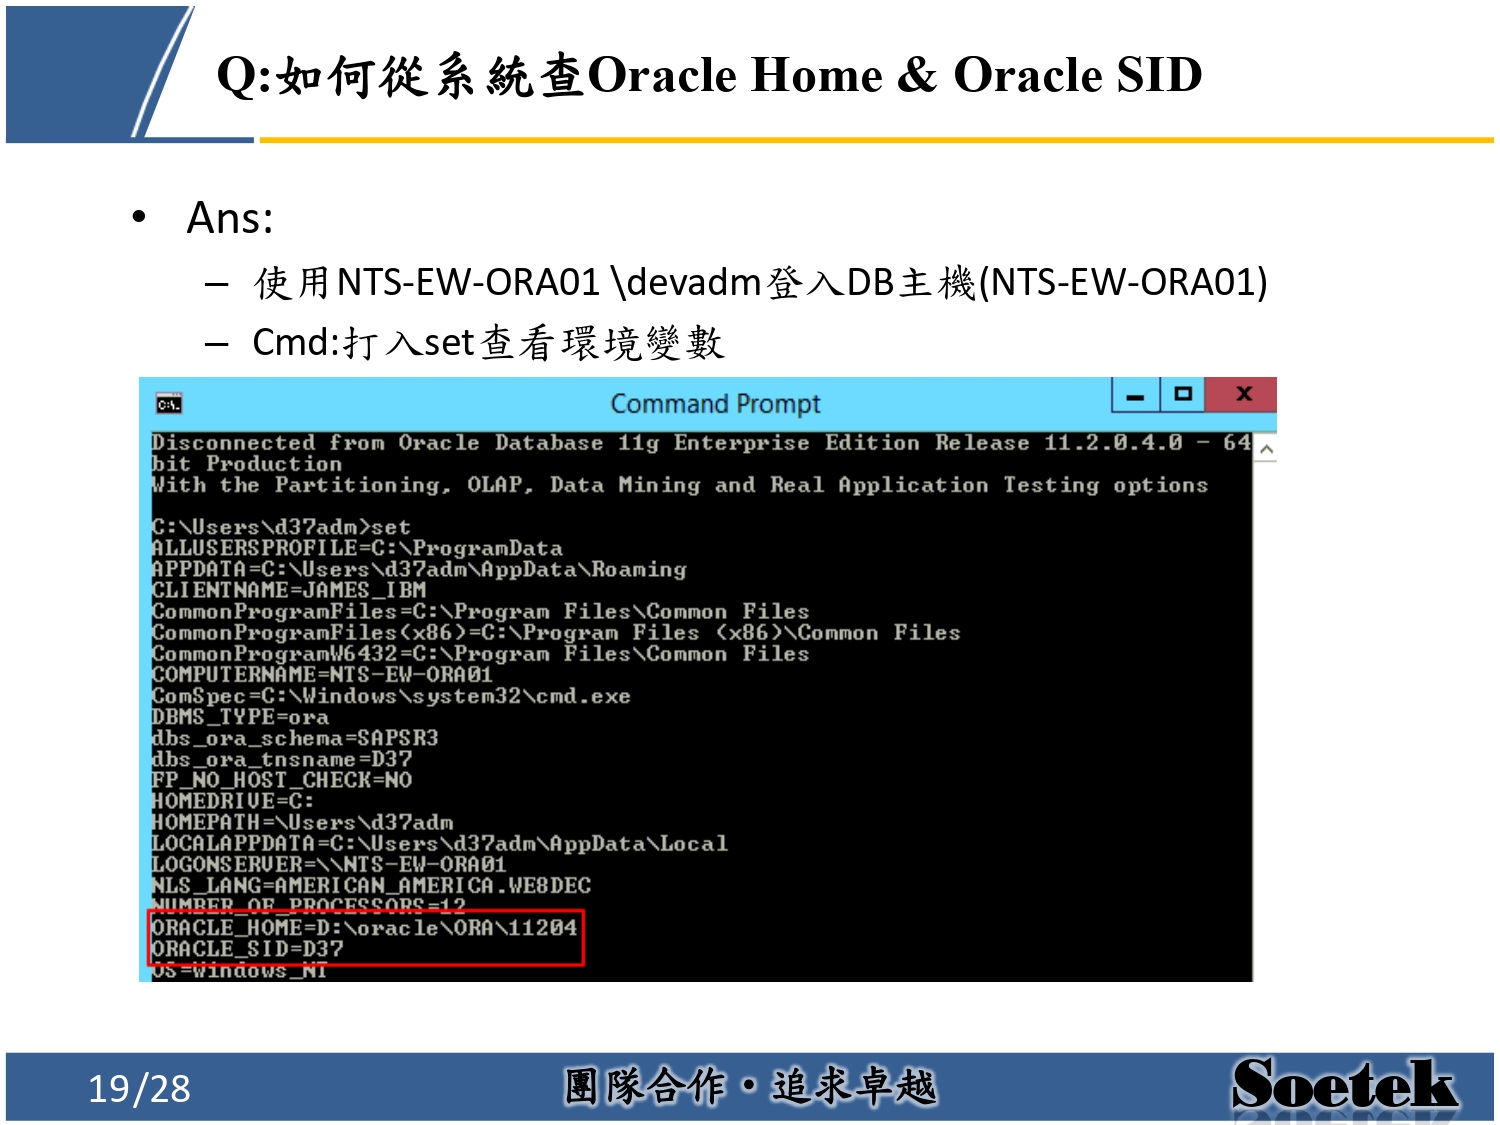 Q:如何從系統查Oracle Home & Oracle SID
• Ans:
– 使用NTS-EW-ORA01 \devadm登入DB主機(NTS-EW-ORA01)
– Cmd:打入set查看環境變數
C:\.
Command Prompt
Disconnected from Oracle Database 11g Enterprise Edition Release 11.2.0.4.0 - 64
bit Production
With the Partitioning, OLAP, Data Mining and Real Application Testing options
C:\Users\d37adm>set
ALLUSERSPROFILE=C:\ProgramData
APPDATA=C:\Users\d37adm\AppData\Roaming
CLIENTNAME=JAMES_IBM
CommonProgramFiles=C:\Program Files\Common Files
CommonProgramFiles(x86)=C:\Program Files (x86)\Common Files
CommonProgramW6432=C:\Program Files\Common Files
COMPUTERNAME=NTS-EW-ORA01
ComSpec=C:\Windows\system32\cmd.exe
DBMS_TYPE=ora
dbs_ora_schema=SAPSR3
dbs_ora_tnsname=D37
FP_NO_HOST_CHECK=NO
HOMEDRIVE=C:
HOMEPATH=\Users\d37adm
LOCALAPPDATA=C:\Users\d37adm\AppData\Local
LOGONSERVER=\\NTS-EW-ORA01
NLS_LANG=AMERICAN_AMERICA.WE8DEC
NUMBER_OF_PROCESSORS=12
ORACLE_HOME=D:\oracle\ORA\11204
ORACLE_SID=D37
OS=Windows_NT
19/28
團隊合作・追求卓越
Soetek